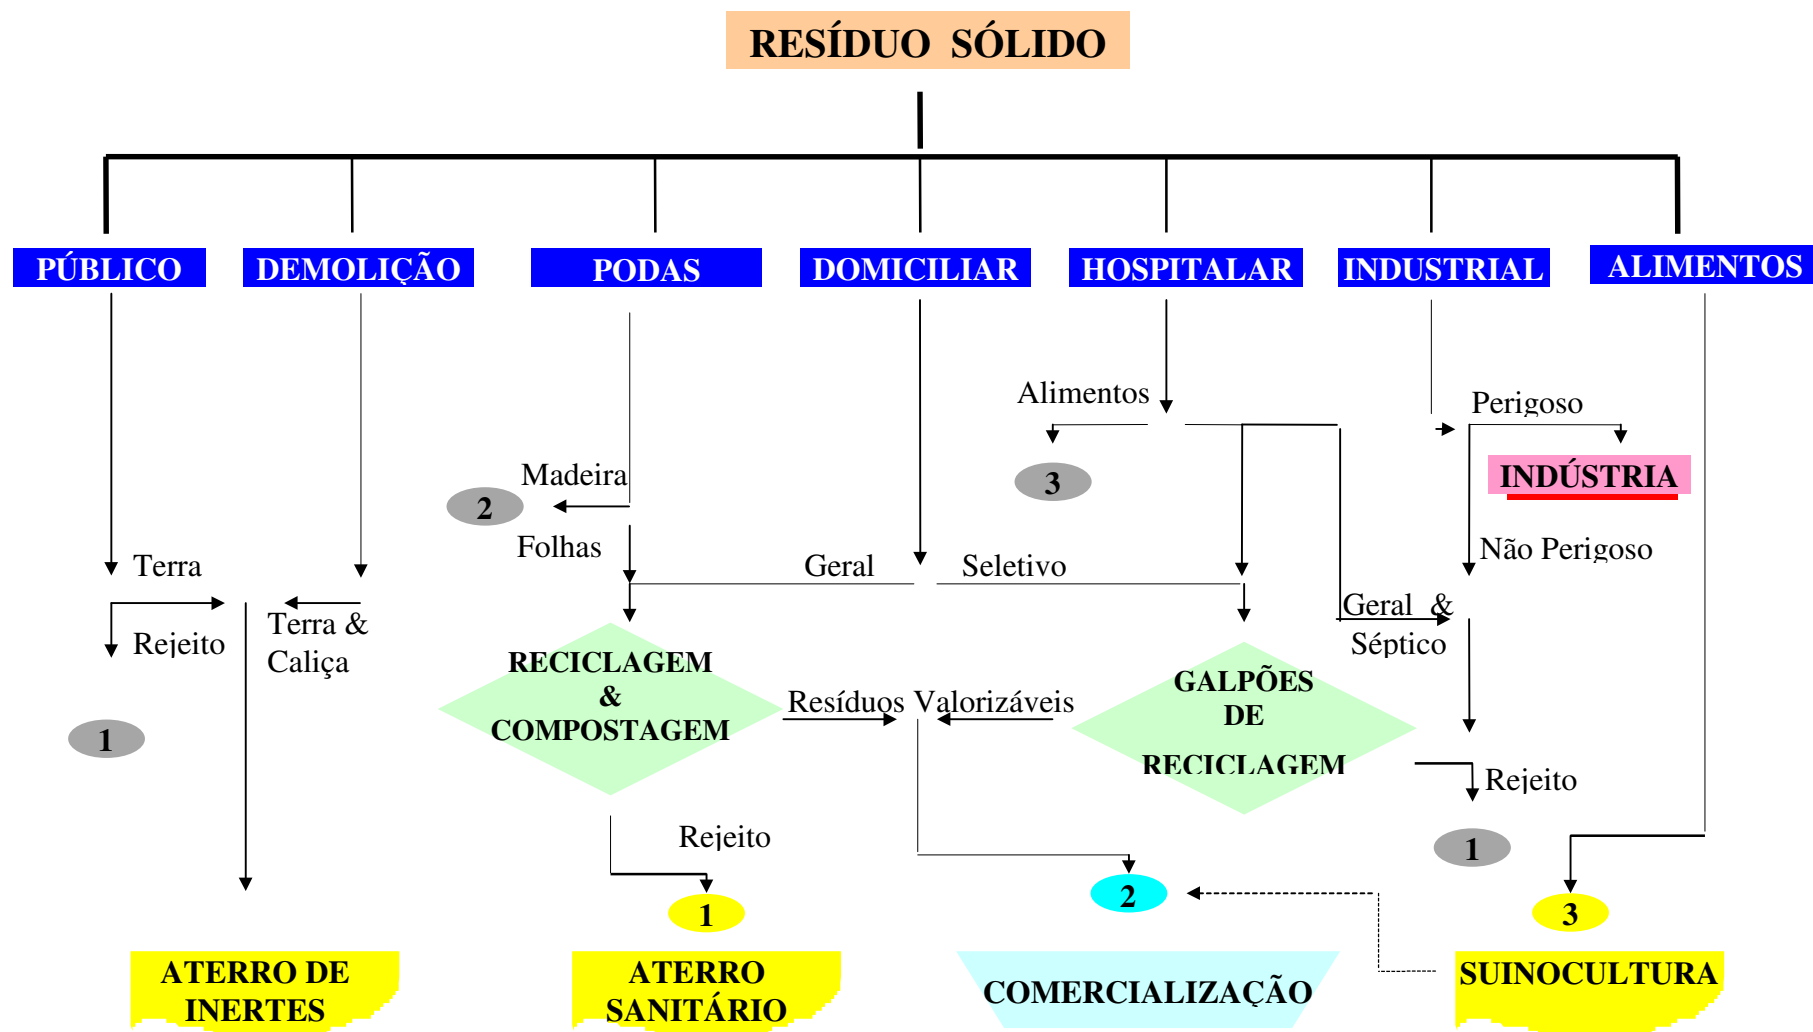 RESÍDUO SÓLIDO
PÚBLICO
DEMOLIÇÃO
PODAS
DOMICILIAR
HOSPITALAR
INDUSTRIAL
ALIMENTOS
Alimentos
Perigoso
3
INDÚSTRIA
Madeira
2
Folhas
Terra
Geral
Seletivo
Não Perigoso
Rejeito
Terra &
Caliça
Geral &
Séptico
RECICLAGEM
&
COMPOSTAGEM
Resíduos Valorizáveis
GALPÕES
DE
RECICLAGEM
1
Rejeito
Rejeito
1
1
2
3
ATERRO DE
INERTES
ATERRO
SANITÁRIO
COMERCIALIZAÇÃO
SUINOCULTURA